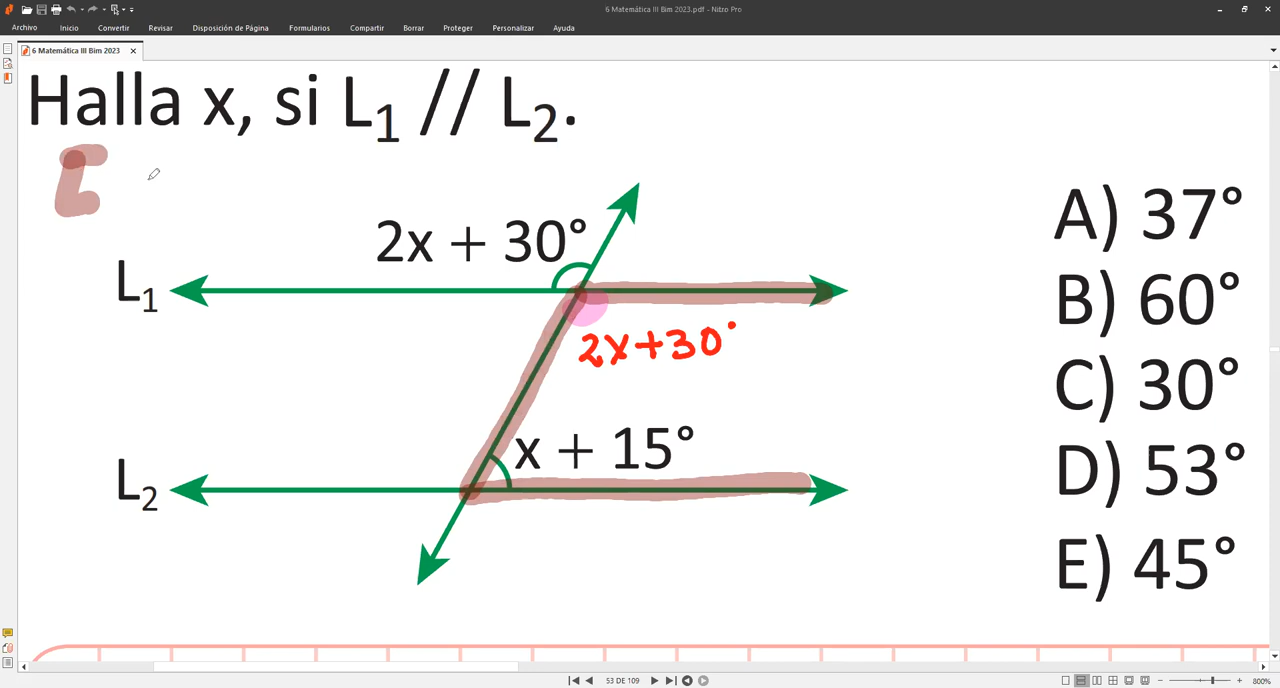 6 Matemática III Bim 2023.pdf - Nitro Pro
Archivo Inicio Convertir Revisar Disposición de Página Formularios Compartir Borrar Proteger Personalizar Ayuda
6 Matemática III Bim 2023
Halla x, si L₁ // L₂.
2x + 30°
L₁
2x+30°
x + 15°
L₂
A) 37°
B) 60°
C) 30°
D) 53°
E) 45°
53 DE 109
800%